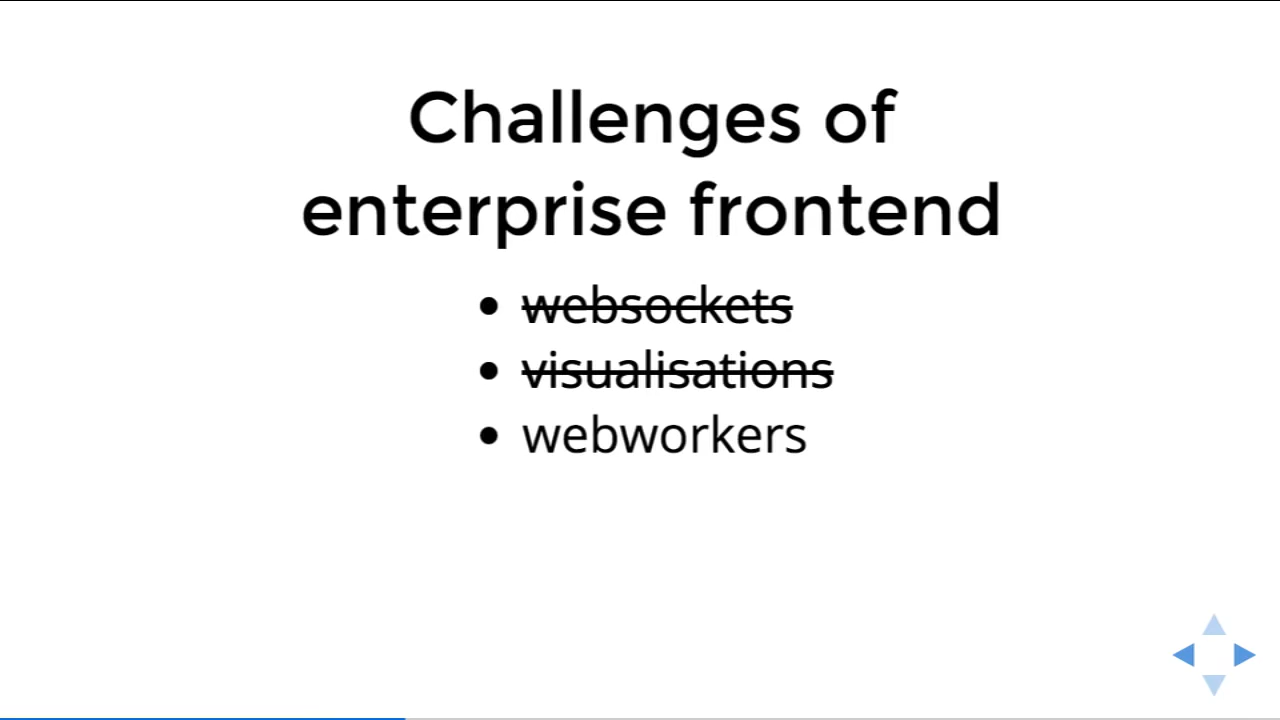 Challenges of
enterprise frontend
websockets
visualisations
webworkers